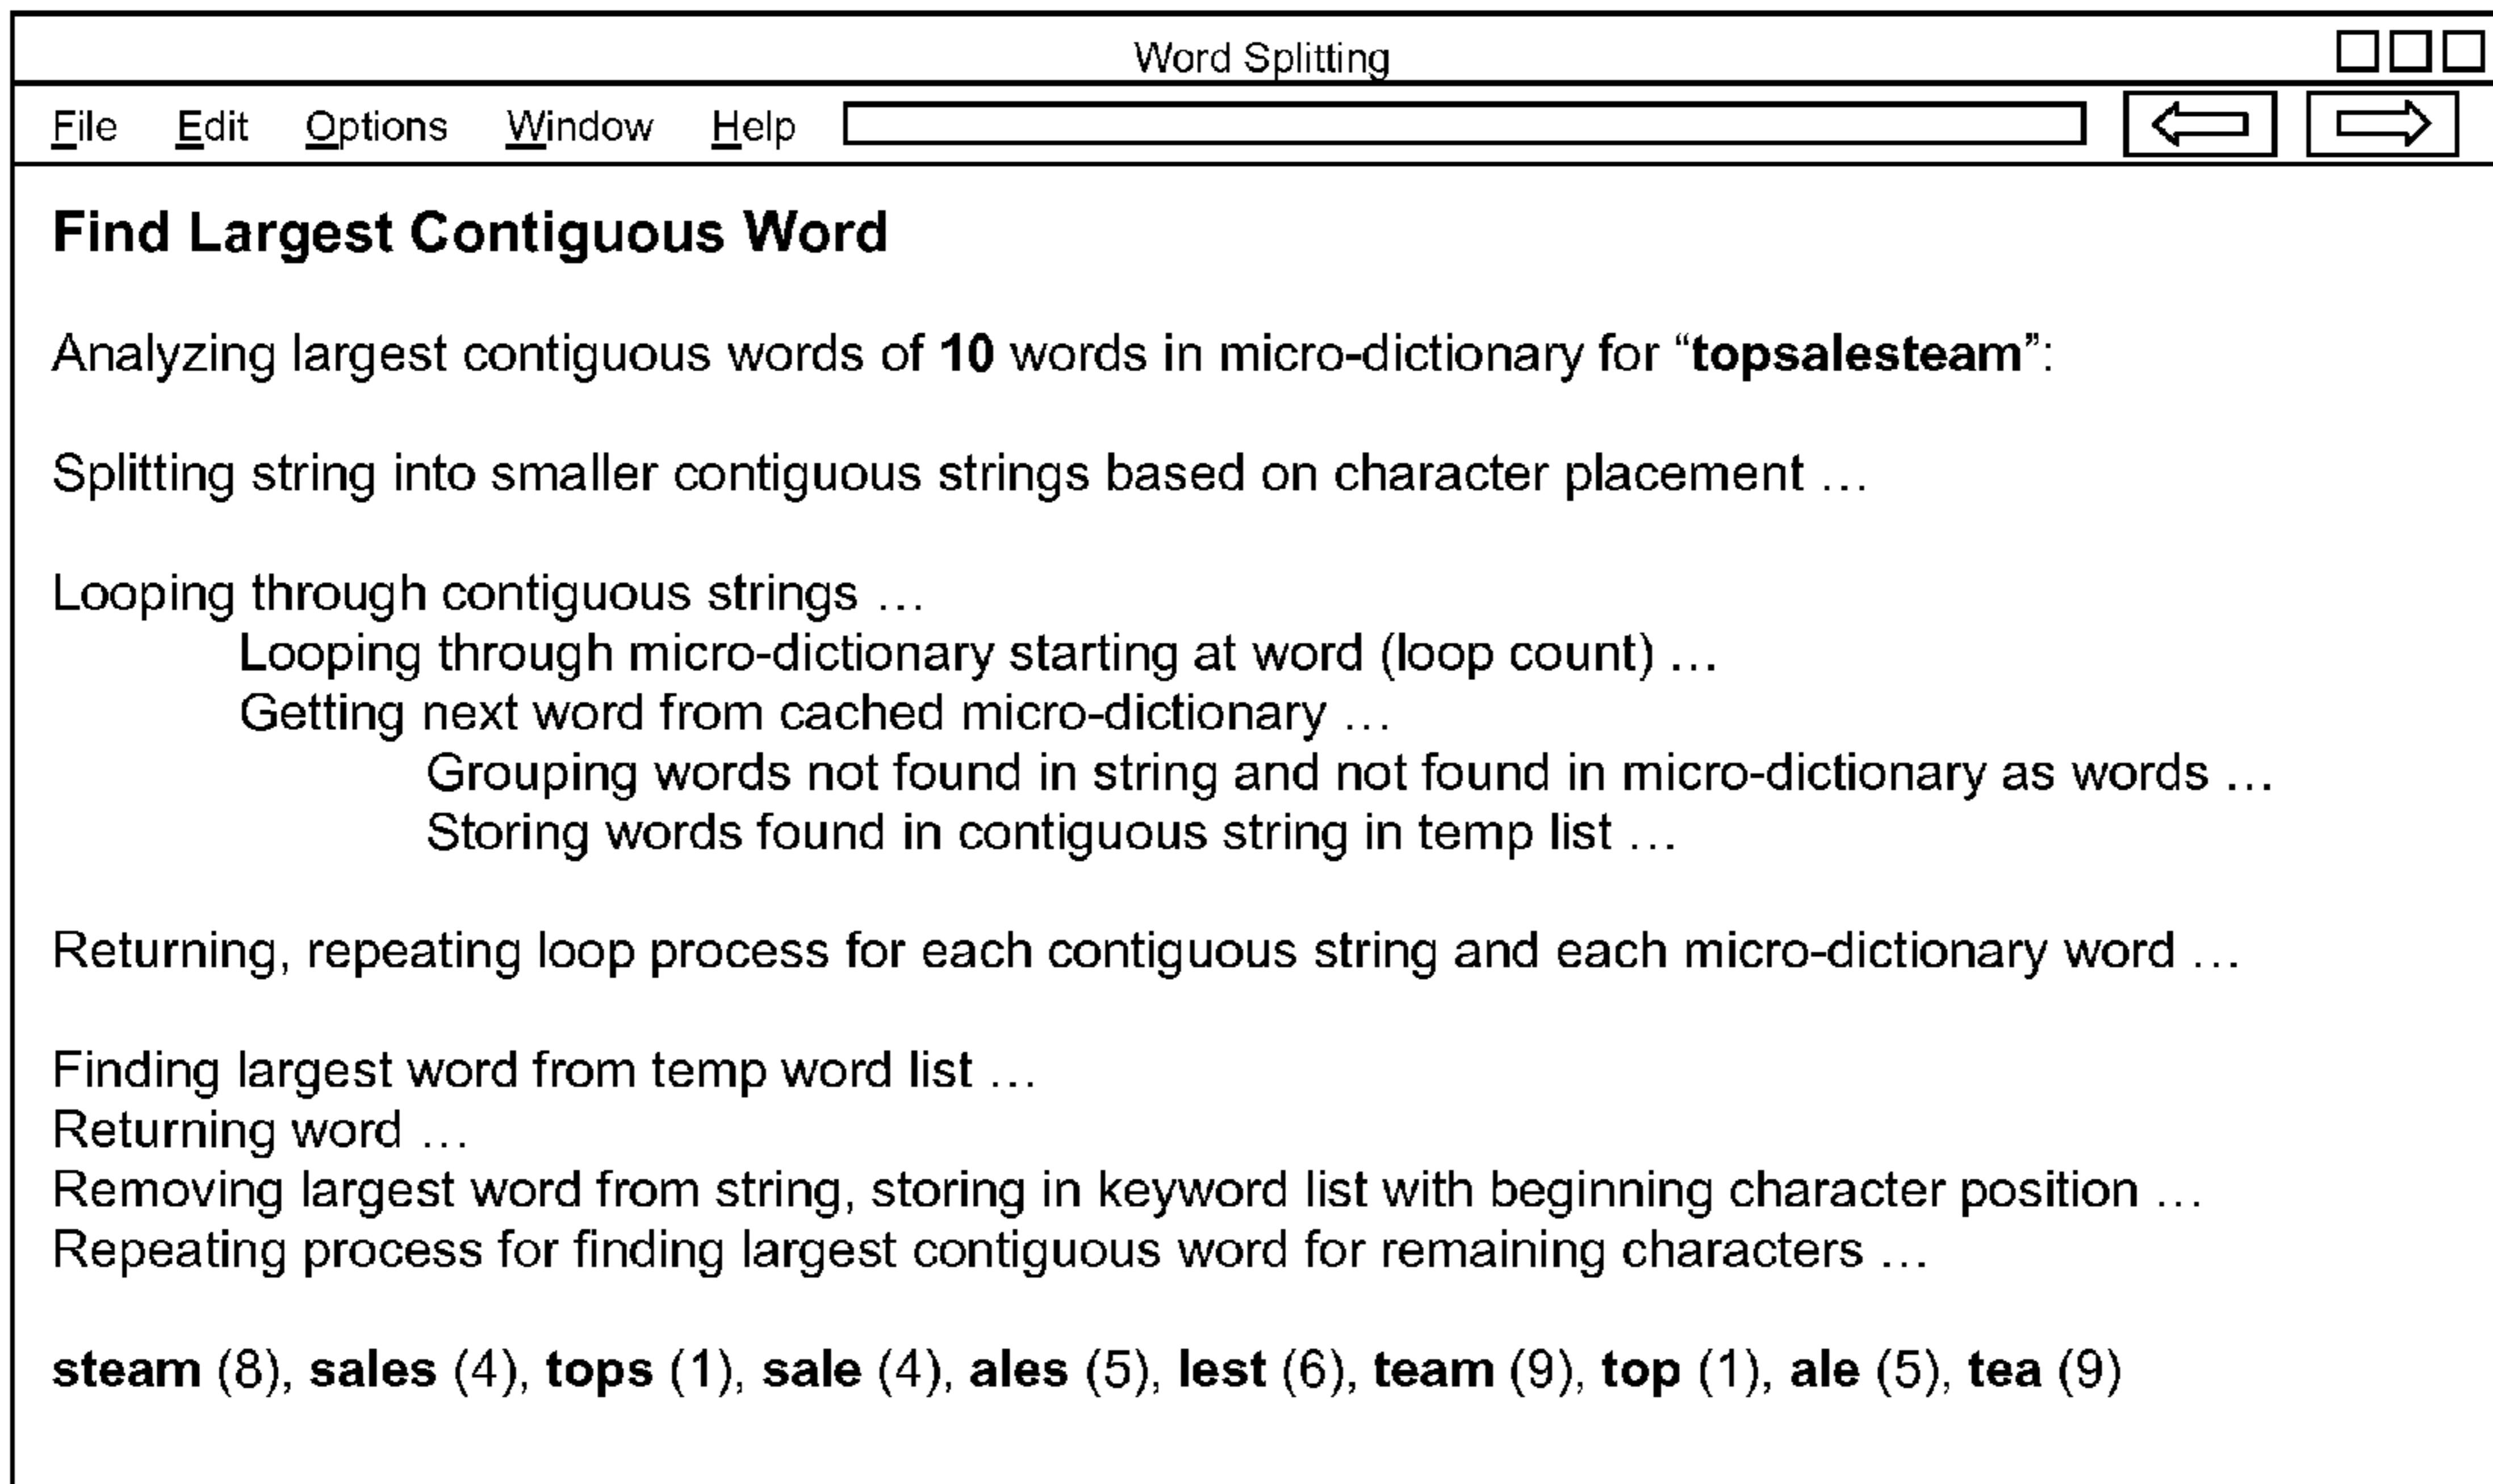 Word Splitting
File Edit Options Window Help
Find Largest Contiguous Word
Analyzing largest contiguous words of 10 words in micro-dictionary for “topsalesteam”:
Splitting string into smaller contiguous strings based on character placement …
Looping through contiguous strings …
Looping through micro-dictionary starting at word (loop count) …
Getting next word from cached micro-dictionary …
Grouping words not found in string and not found in micro-dictionary as words …
Storing words found in contiguous string in temp list …
Returning, repeating loop process for each contiguous string and each micro-dictionary word …
Finding largest word from temp word list …
Returning word …
Removing largest word from string, storing in keyword list with beginning character position …
Repeating process for finding largest contiguous word for remaining characters …
steam (8), sales (4), tops (1), sale (4), ales (5), lest (6), team (9), top (1), ale (5), tea (9)